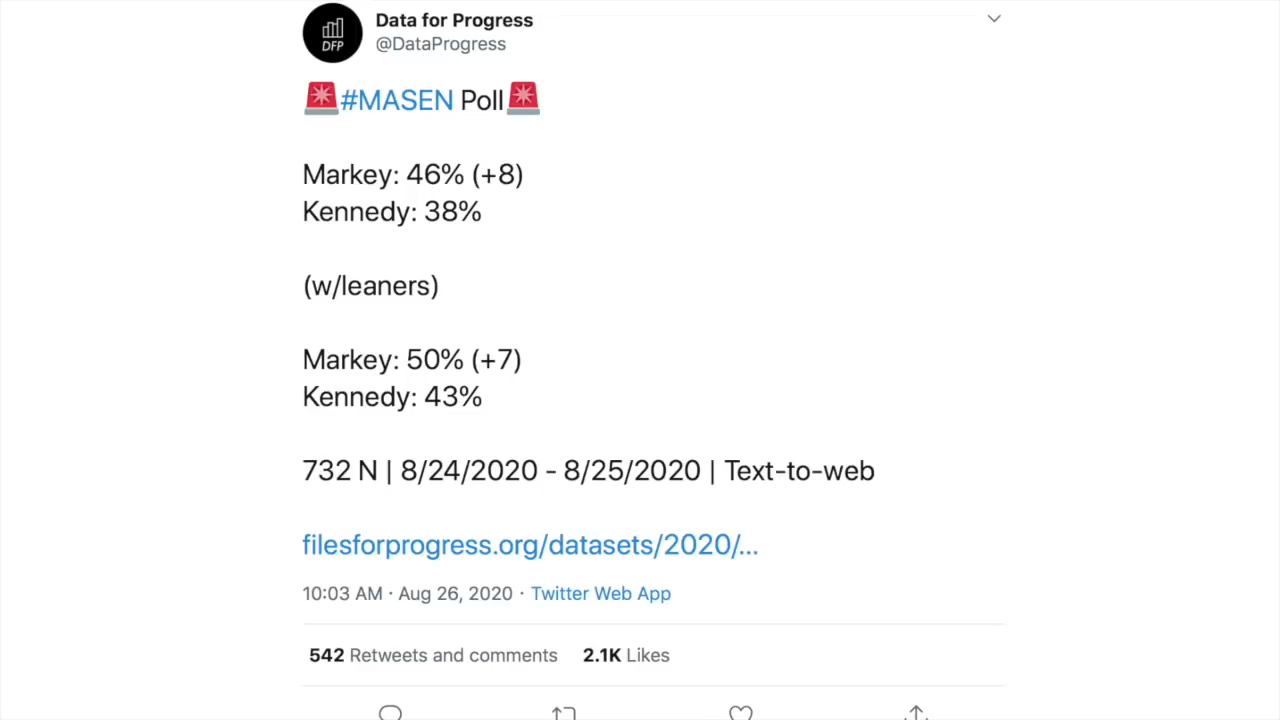 DFP
Data for Progress
@DataProgress
🚨#MASEN Poll🚨
Markey: 46% (+8)
Kennedy: 38%
(w/leaners)
Markey: 50% (+7)
Kennedy: 43%
732 N | 8/24/2020 - 8/25/2020 | Text-to-web
filesforprogress.org/datasets/2020/...
10:03 AM · Aug 26, 2020 · Twitter Web App
542 Retweets and comments 2.1K Likes